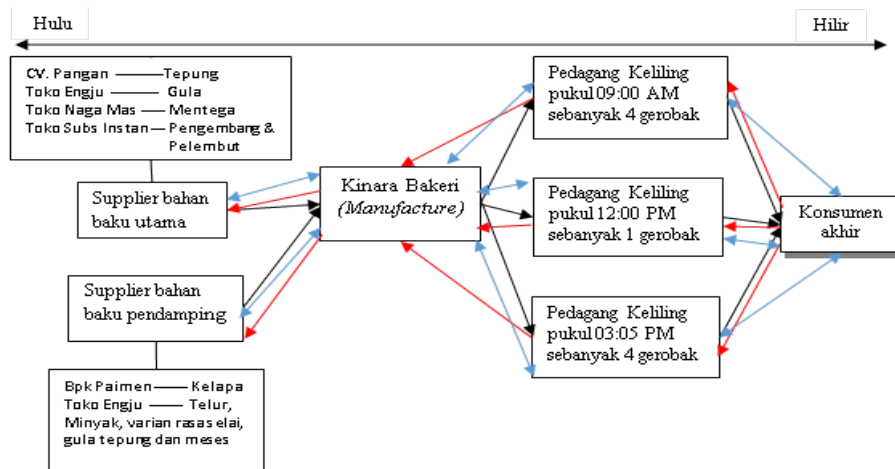 Hulu
Hilir
CV. Pangan Tepung
Toko Engju Gula
Toko Naga Mas Mentega
Toko Subs Instan Pengembang &
Pelembut
Supplier bahan
baku utama
Supplier bahan
baku pendamping
Bpk Paimen Kelapa
Toko Engju Telur,
Minyak, varian rasa selai,
gula tepung dan meses
Kinara Bakeri
(Manufacture)
Pedagang Keliling
pukul 09:00 AM
sebanyak 4 gerobak
Pedagang Keliling
pukul 12:00 PM
sebanyak 1 gerobak
Pedagang Keliling
pukul 03:05 PM
sebanyak 4 gerobak
Konsumen
akhir